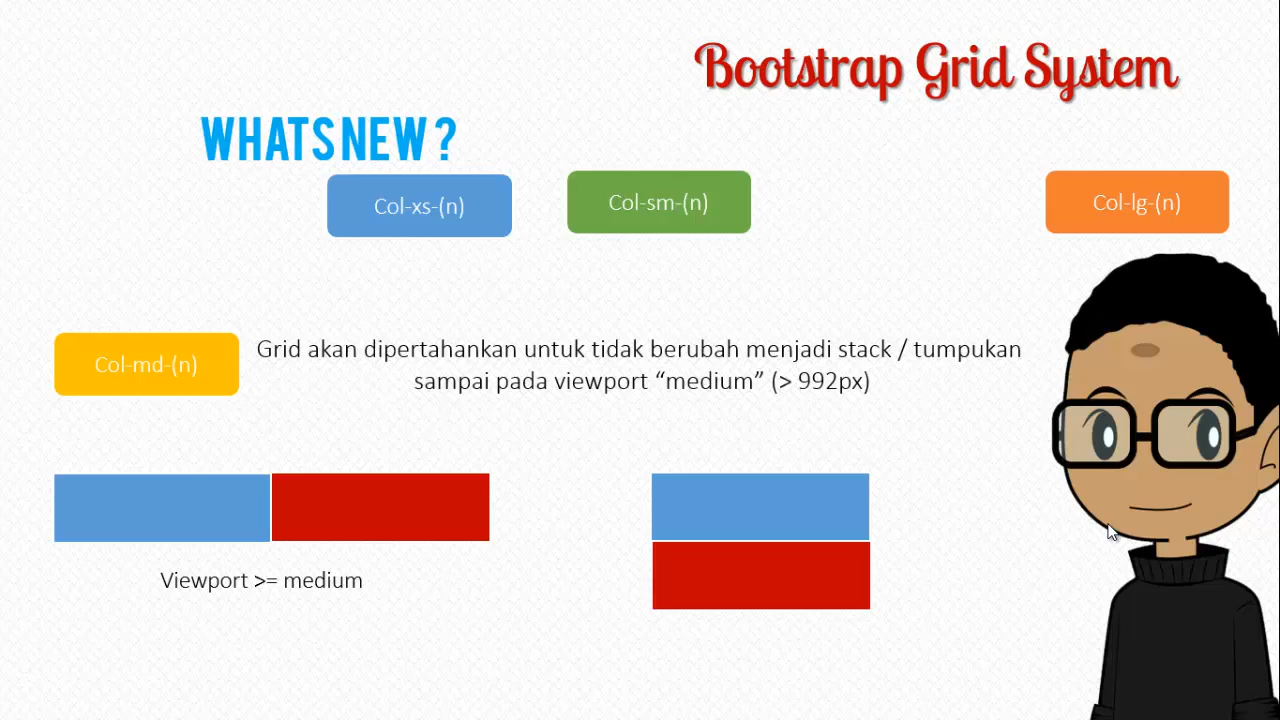 Bootstrap Grid System
WHATS NEW ?
Col-xs-(n)
Col-sm-(n)
Col-lg-(n)
Col-md-(n)
Grid akan dipertahankan untuk tidak berubah menjadi stack / tumpukan
sampai pada viewport “medium” (> 992px)
Viewport >= medium